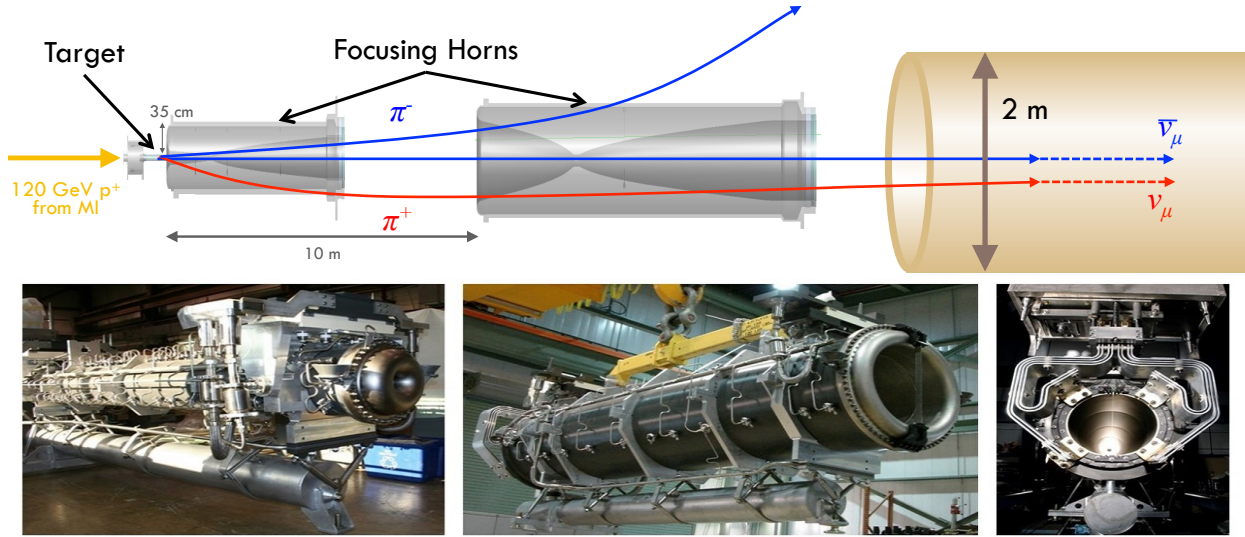 Target
Focusing Horns
35 cm
π-
2 m
ν̅μ
120 GeV p+
from MI
νμ
π+
10 m